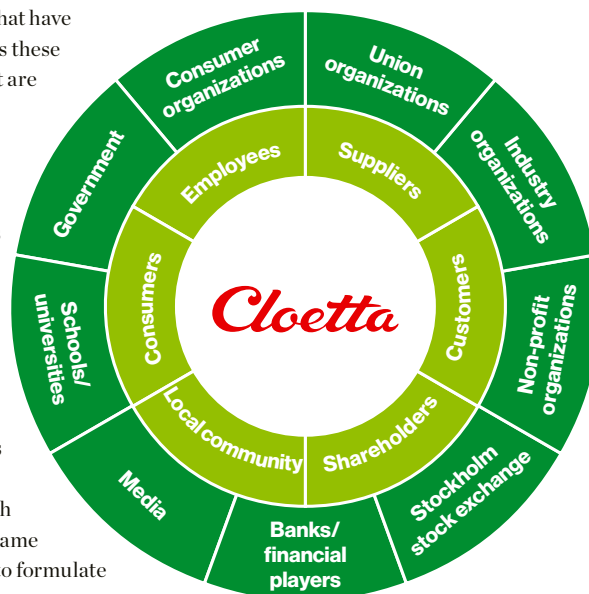 hat have
s these
t are
s
h
ame
to formulate
Consumer
organizations
Union
organizations
Industry
organizations
Non-profit
organizations
Stockholm
stock exchange
Banks/
financial
players
Media
Schools/
universities
Government
Employees
Suppliers
Customers
Shareholders
Local community
Consumers
Cloetta